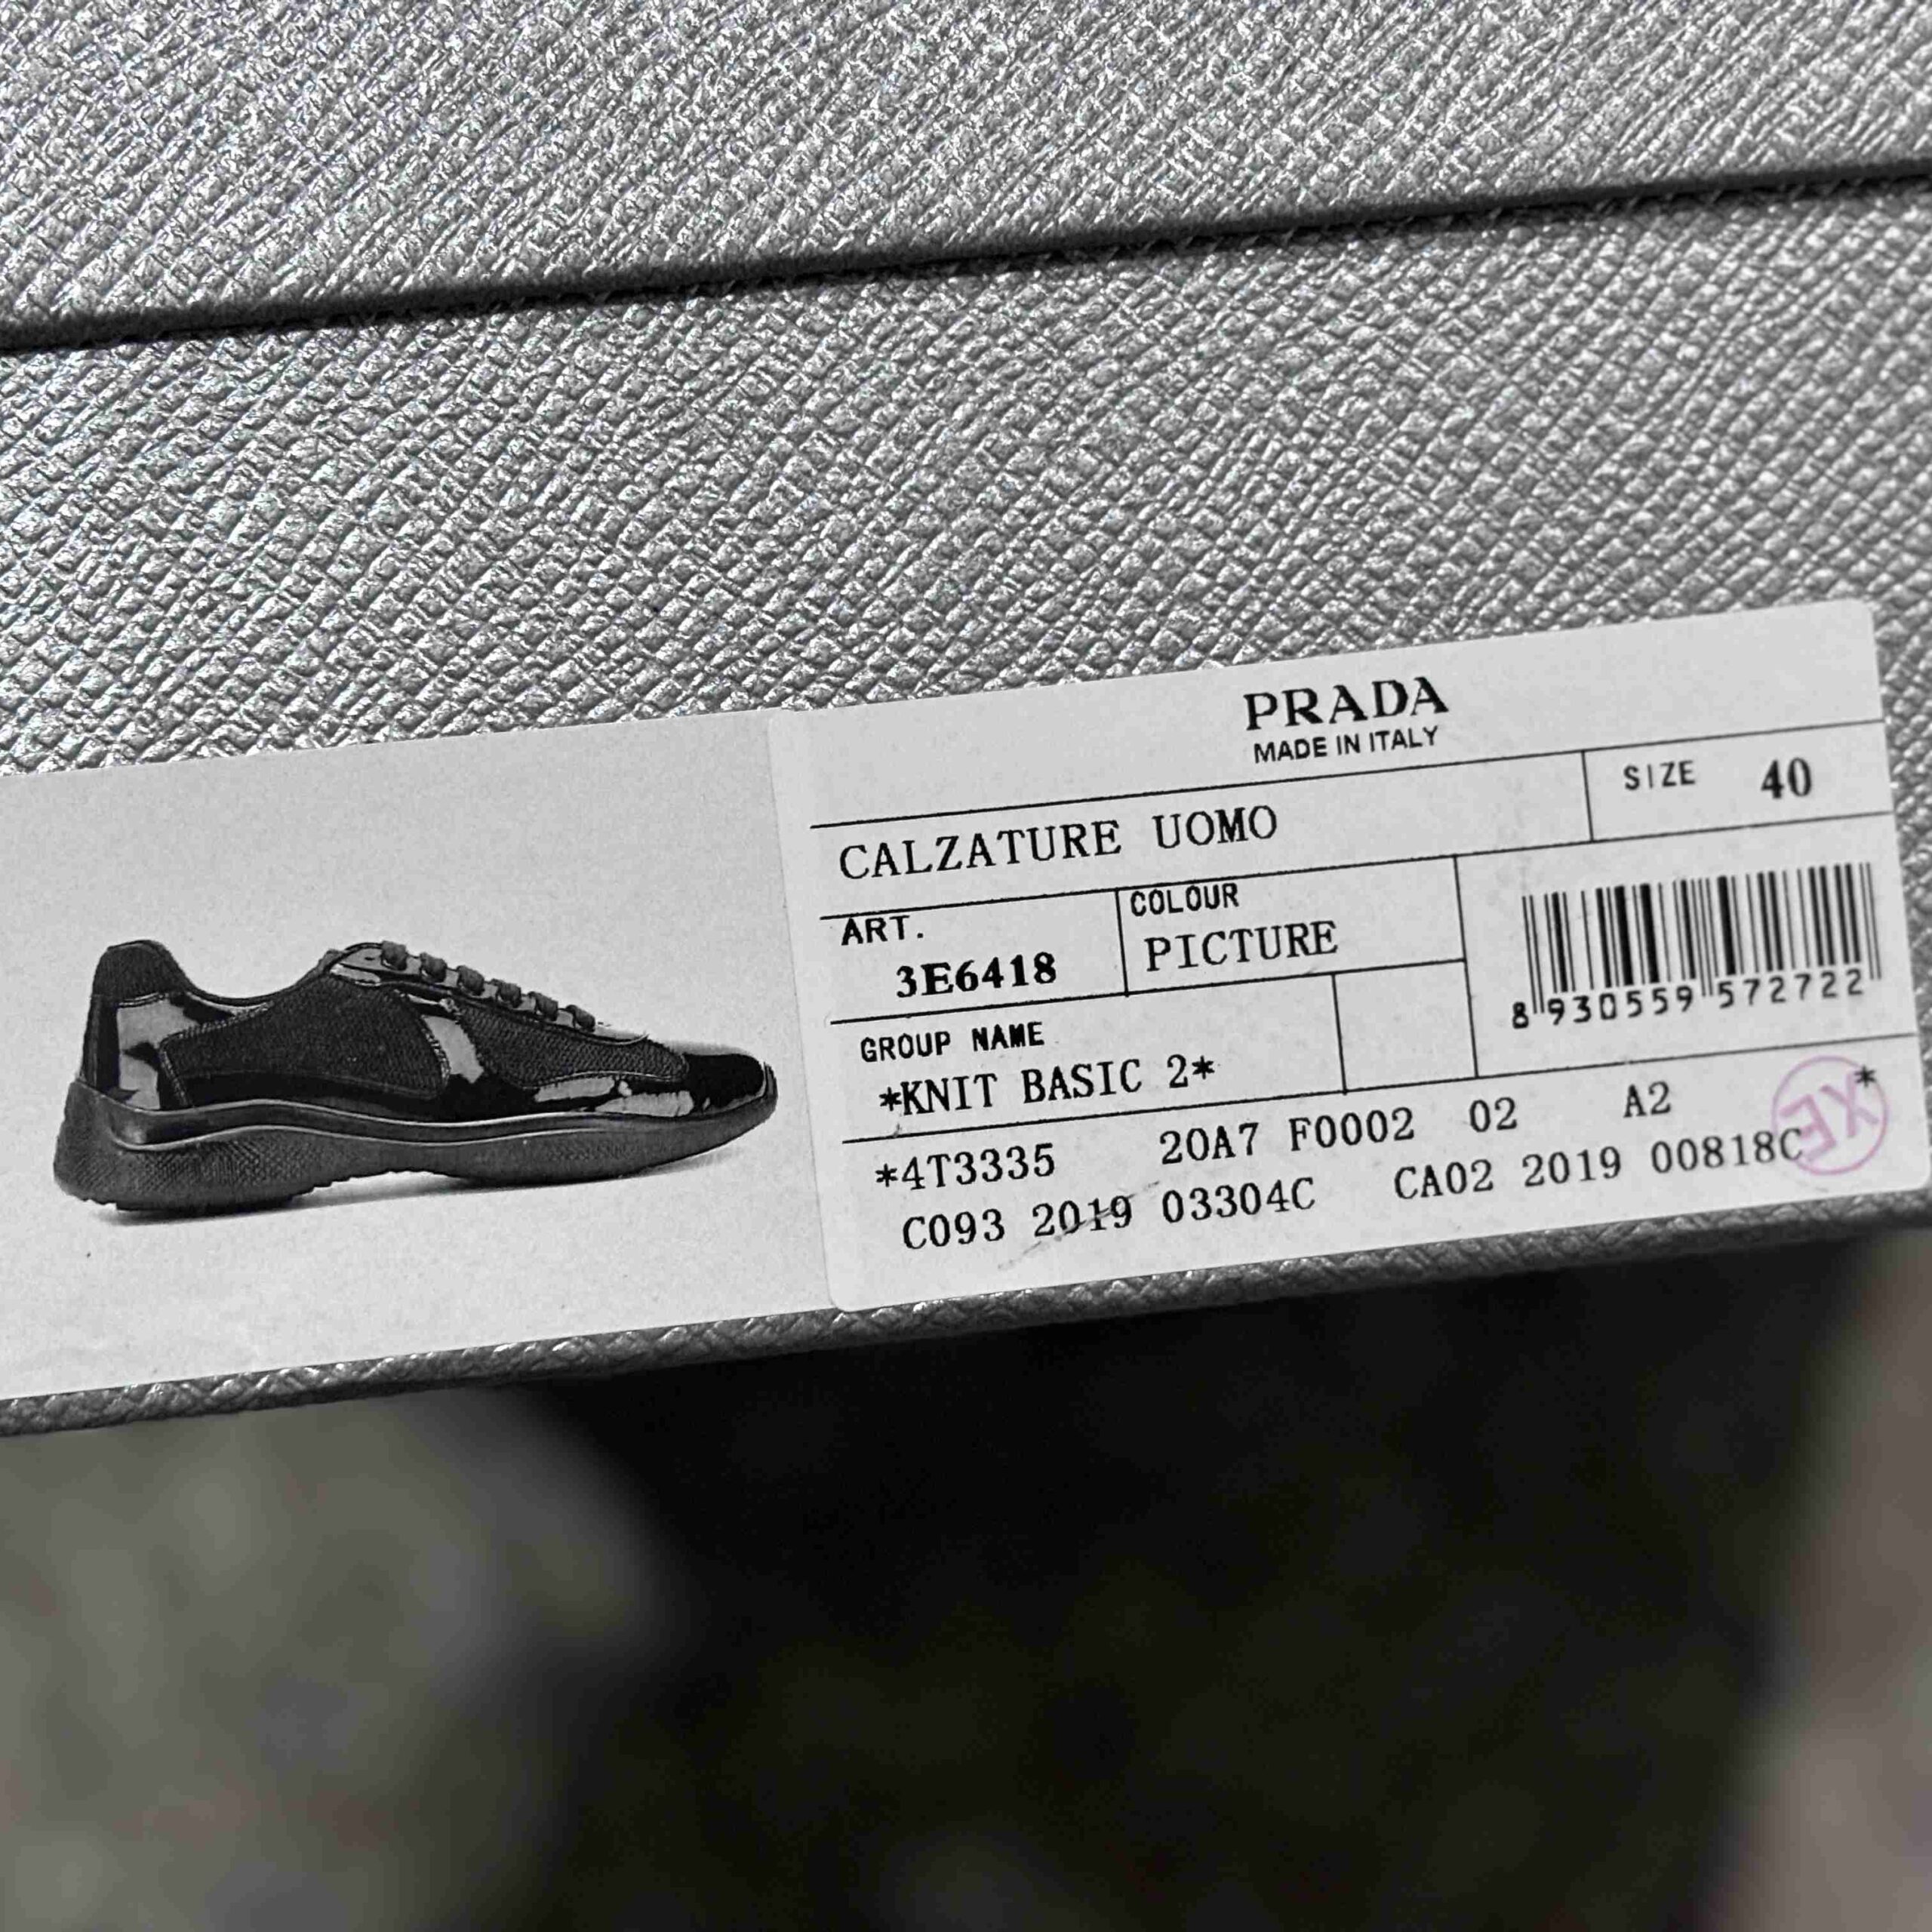 PRADA
MADE IN ITALY
CALZATURE UOMO
SIZE 40
ART.
3E6418
COLOUR
PICTURE
8 930559 572722
GROUP NAME
*KNIT BASIC 2*
*4T3335 20A7 F0002 02 A2 *
C093 2019 03304C CA02 2019 00818C
XE